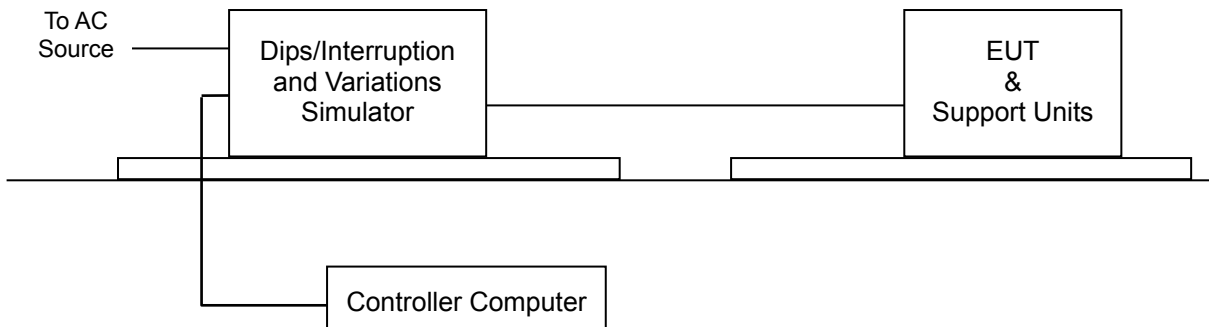 To AC
Source
Dips/Interruption
and Variations
Simulator
EUT
&
Support Units
Controller Computer